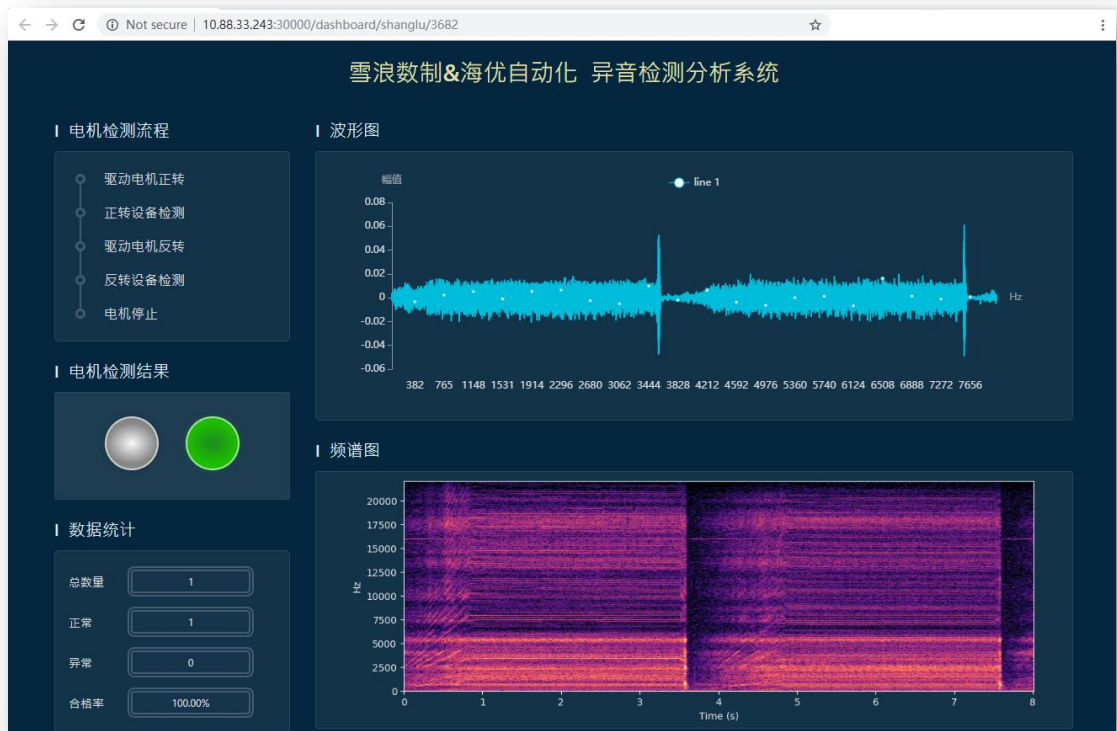 Not secure | 10.88.33.243:30000/dashboard/shanglu/3682
雪浪数制&海优自动化 异音检测分析系统
电机检测流程
驱动电机正转
正转设备检测
驱动电机反转
反转设备检测
电机停止
电机检测结果
数据统计
总数量 1
正常 1
异常 0
合格率 100.00%
波形图
幅值
line 1
0.08
0.06
0.04
0.02
0
-0.02
-0.04
-0.06
Hz
382 765 1148 1531 1914 2296 2680 3062 3444 3828 4212 4592 4976 5360 5740 6124 6508 6888 7272 7656
频谱图
Hz
20000
17500
15000
12500
10000
7500
5000
2500
0
0 1 2 3 4 5 6 7 8
Time (s)